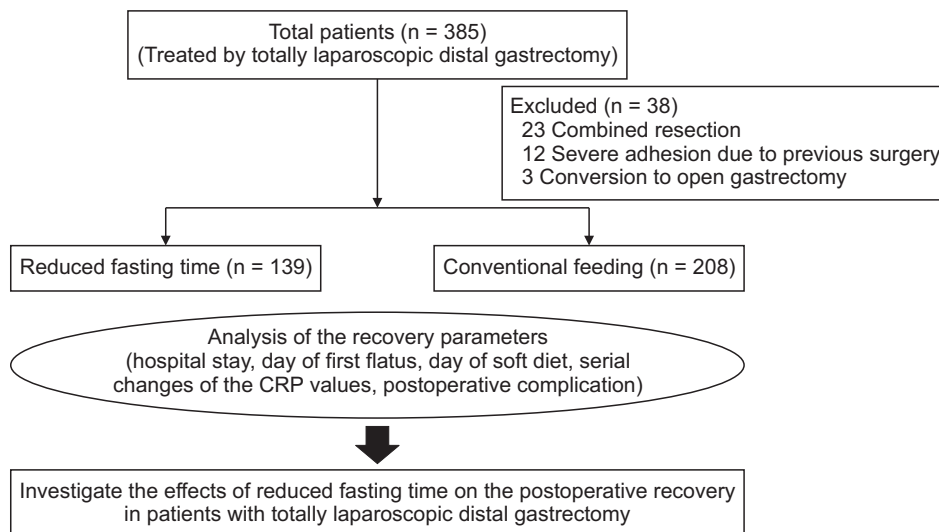 Total patients (n = 385)
(Treated by totally laparoscopic distal gastrectomy)
Excluded (n = 38)
23 Combined resection
12 Severe adhesion due to previous surgery
3 Conversion to open gastrectomy
Reduced fasting time (n = 139)
Conventional feeding (n = 208)
Analysis of the recovery parameters
(hospital stay, day of first flatus, day of soft diet, serial
changes of the CRP values, postoperative complication)
Investigate the effects of reduced fasting time on the postoperative recovery
in patients with totally laparoscopic distal gastrectomy